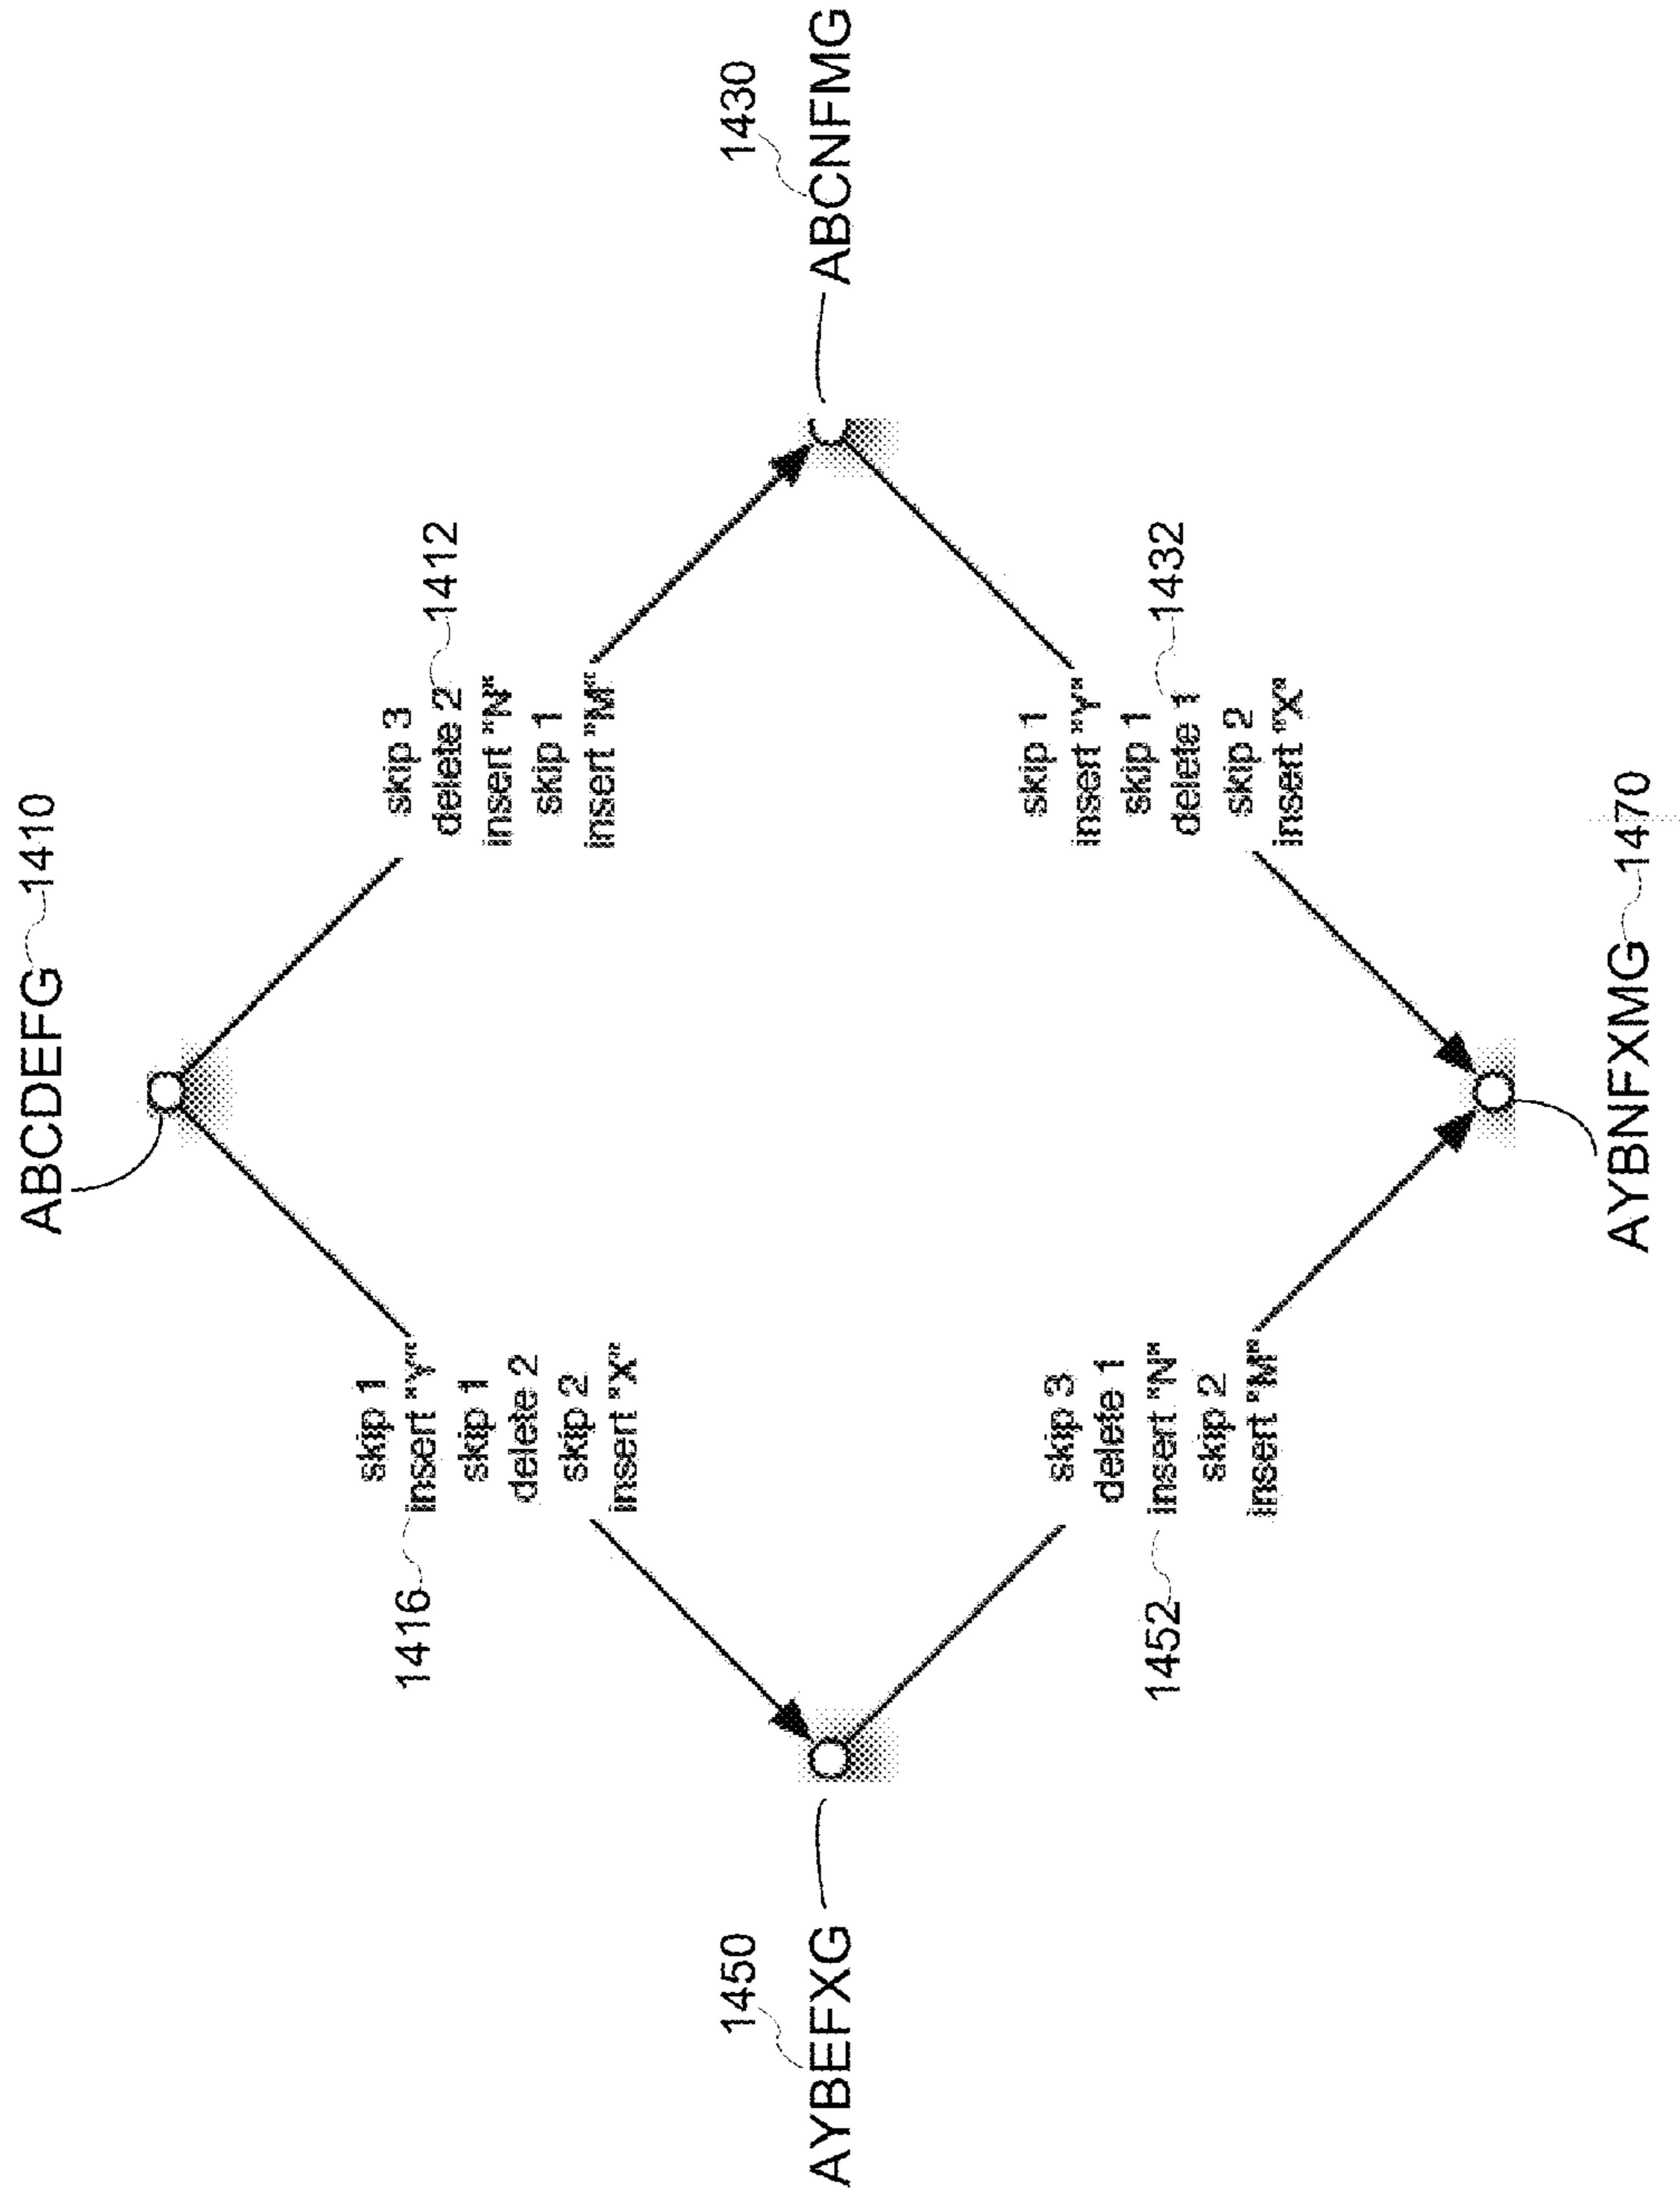 ABCDEFG 1410
skip 1
insert "Y"
skip 1
delete 2
skip 2
insert "X"
1416
skip 3
delete 2
insert "N"
skip 1
insert "M"
1412
1450
AYBEFXG
1430
ABCNFMG
skip 3
delete 1
insert "N"
skip 2
insert "M"
1452
skip 1
insert "Y"
skip 1
delete 1
skip 2
insert "X"
1432
AYBNFXMG 1470